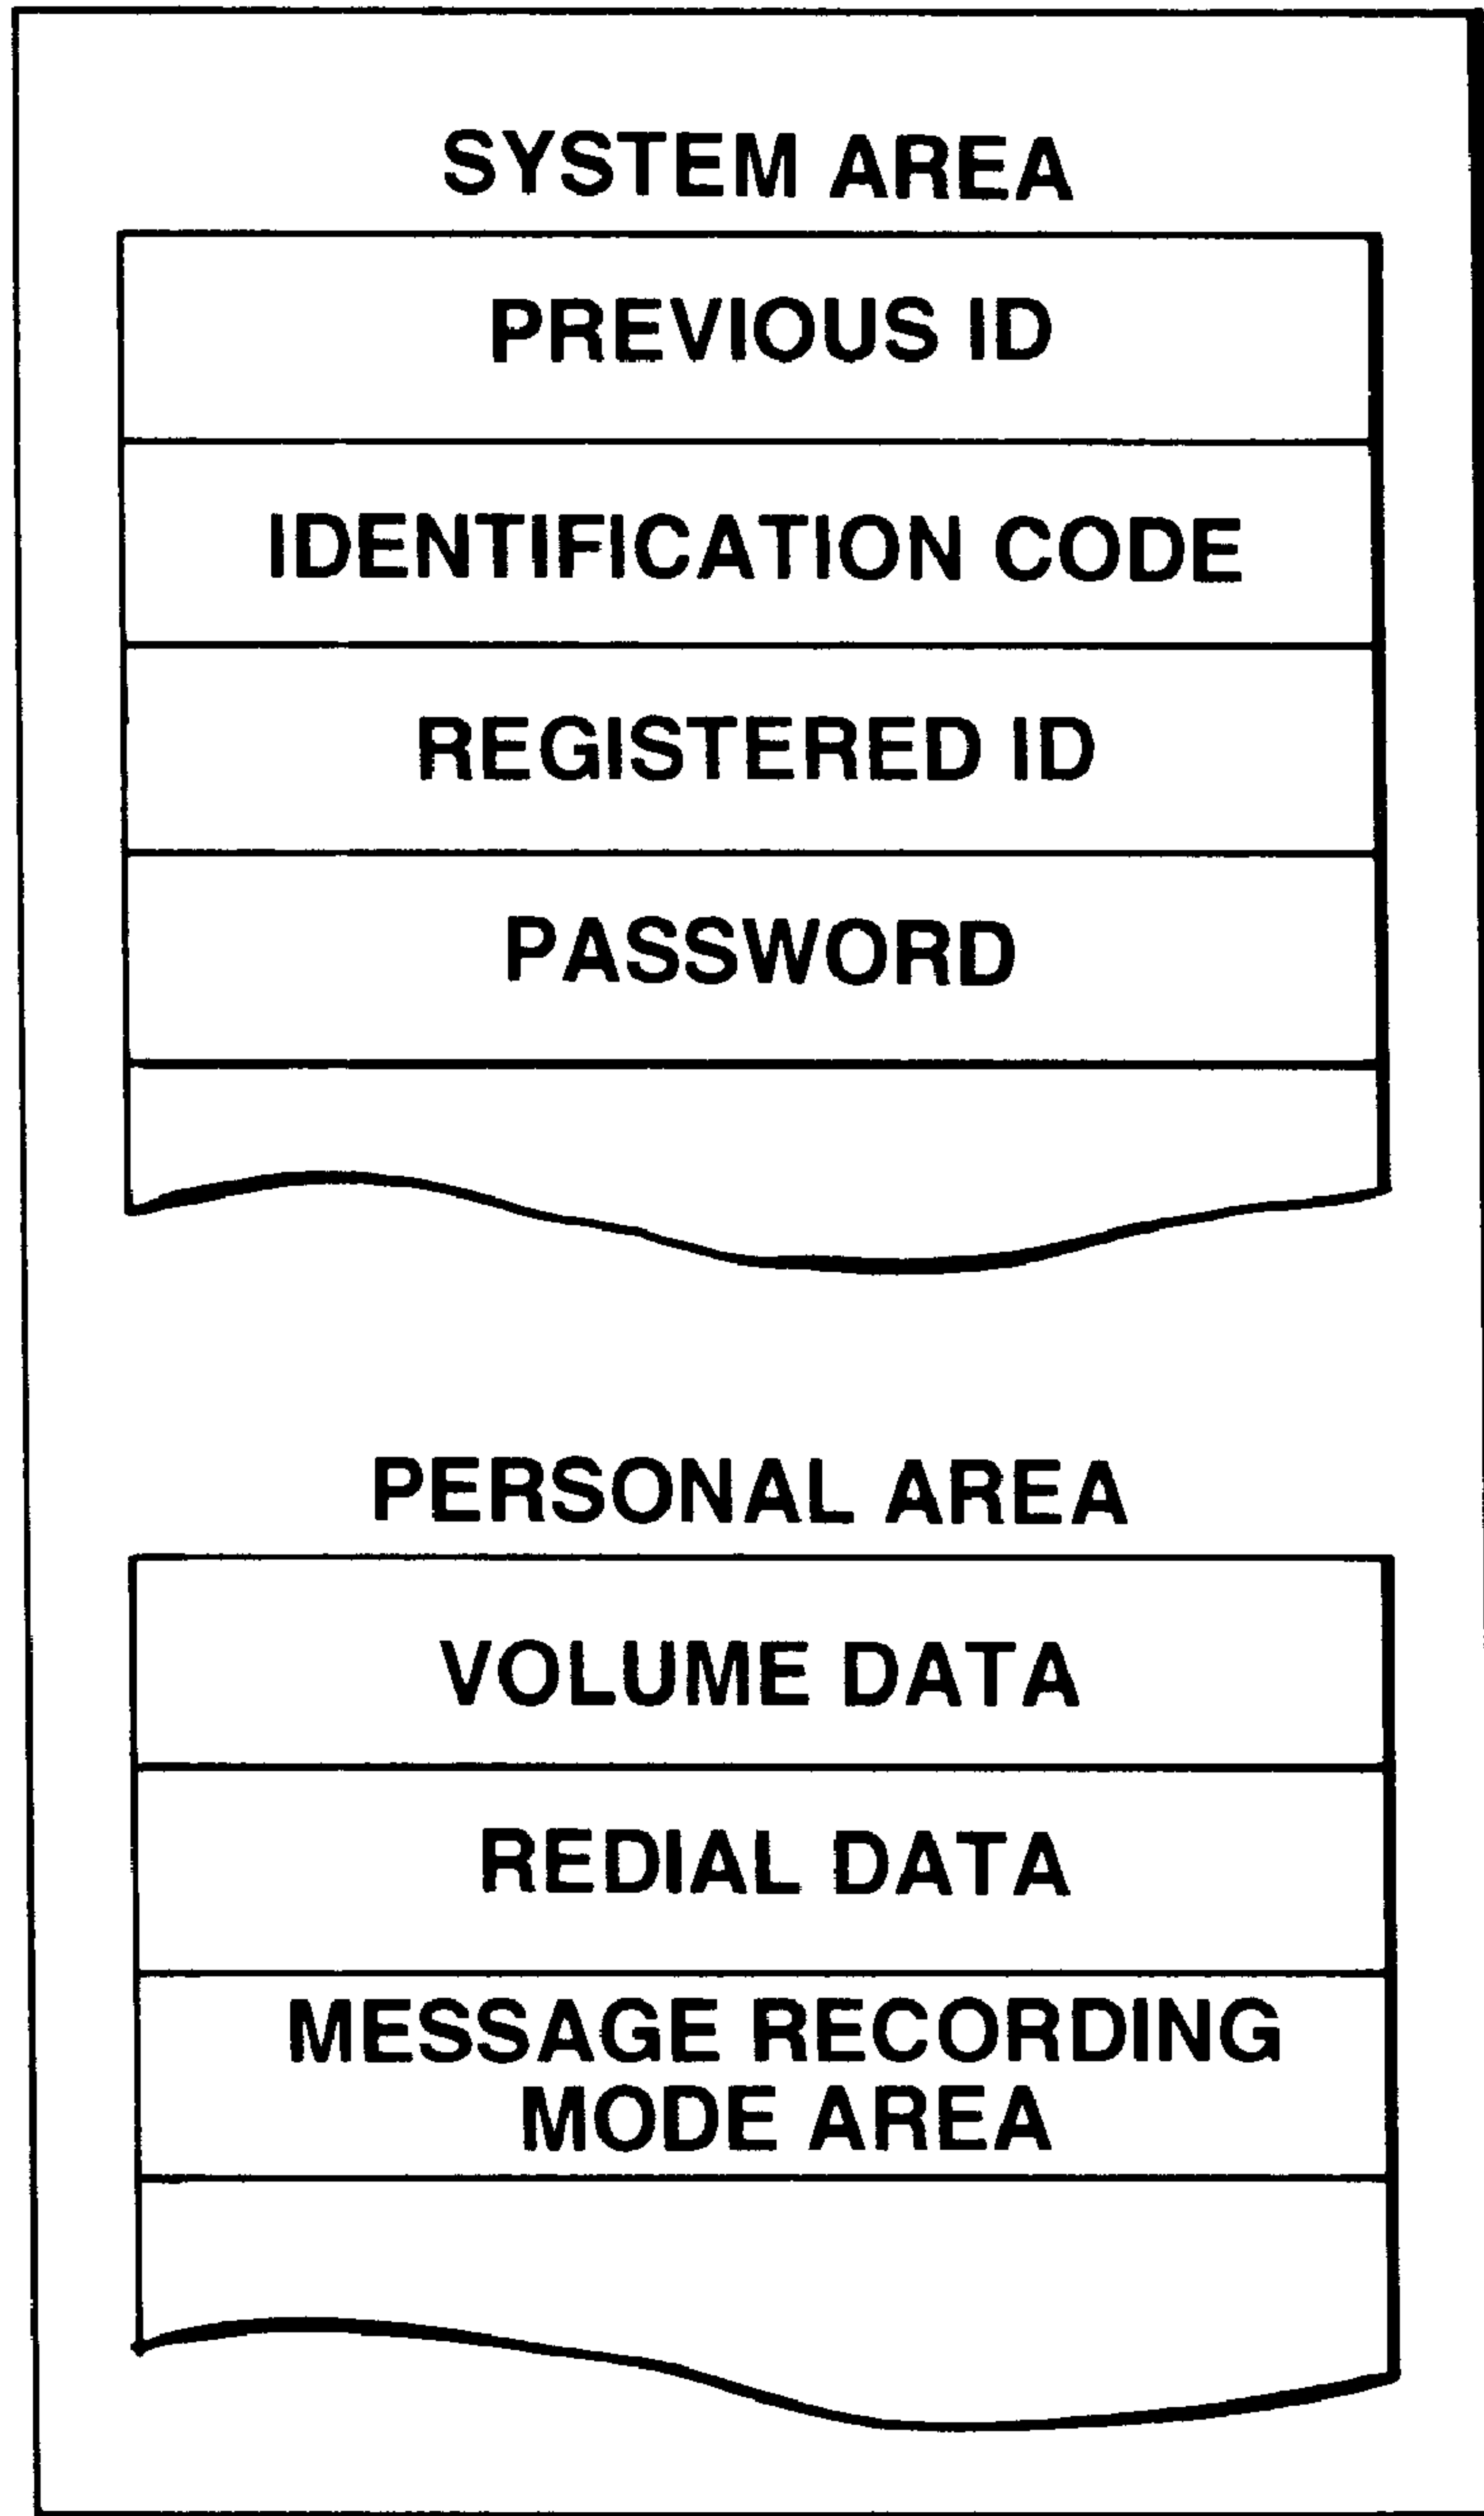 SYSTEM AREA
PREVIOUS ID
IDENTIFICATION CODE
REGISTERED ID
PASSWORD
PERSONAL AREA
VOLUME DATA
REDIAL DATA
MESSAGE RECORDING
MODE AREA